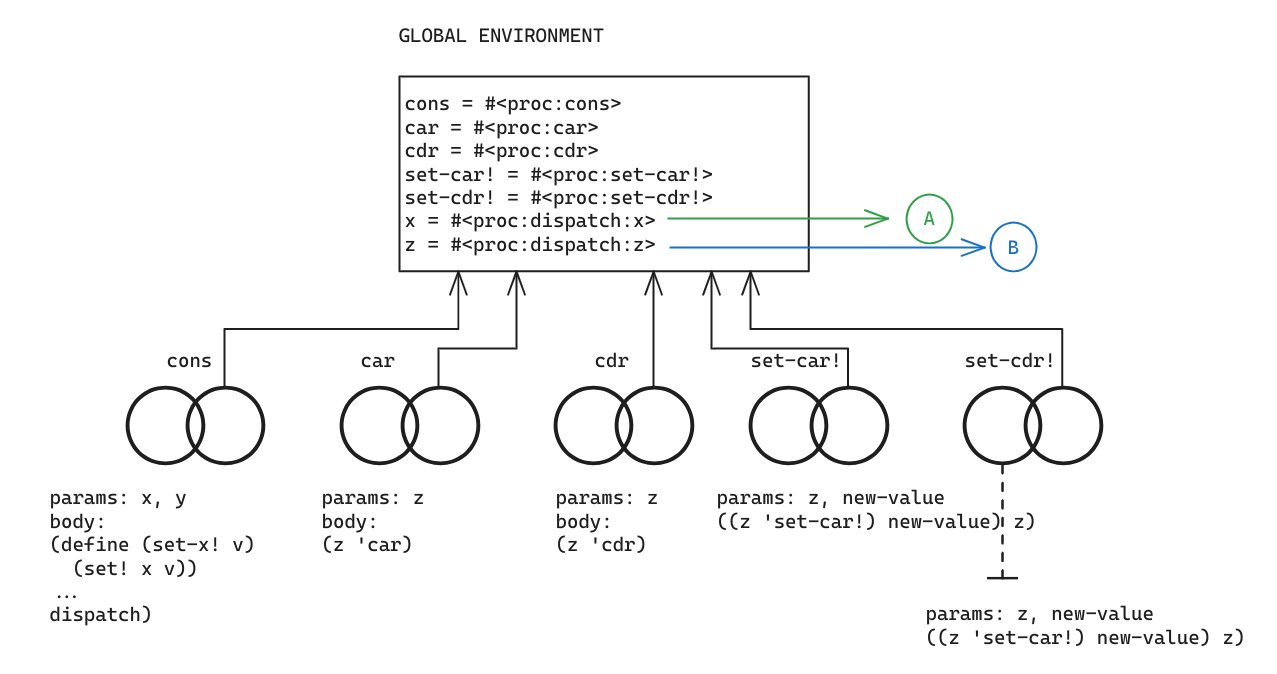 GLOBAL ENVIRONMENT
cons = #<proc:cons>
car = #<proc:car>
cdr = #<proc:cdr>
set-car! = #<proc:set-car!>
set-cdr! = #<proc:set-cdr!>
x = #<proc:dispatch:x>
z = #<proc:dispatch:z>
A
B
cons
car
cdr
set-car!
set-cdr!
params: x, y
body:
(define (set-x! v)
  (set! x v))
...
dispatch)
params: z
body:
(z 'car)
params: z
body:
(z 'cdr)
params: z, new-value
((z 'set-car!) new-value) z)
params: z, new-value
((z 'set-car!) new-value) z)